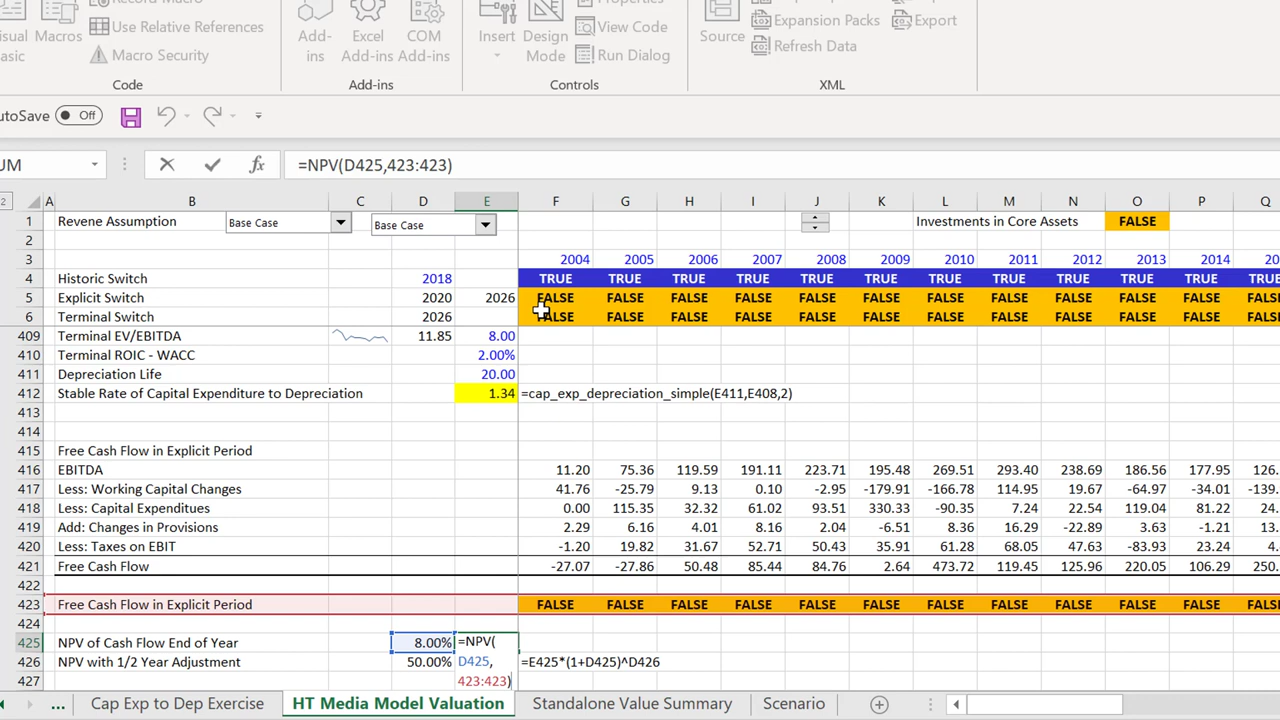 Record Macro
Properties
Macros
Use Relative References
Add-ins
Excel Add-ins
COM Add-ins
Insert
Design Mode
View Code
Source
Expansion Packs
Export
Macro Security
Run Dialog
Refresh Data
Code
Add-ins
Controls
XML
utoSave Off
UM =NPV(D425,423:423)
2 A B C D E F G H I J K L M N O P Q
1 Revene Assumption Base Case Base Case Investments in Core Assets FALSE
2
3 2004 2005 2006 2007 2008 2009 2010 2011 2012 2013 2014 20
4 Historic Switch 2018 TRUE TRUE TRUE TRUE TRUE TRUE TRUE TRUE TRUE TRUE TRUE TRUE
5 Explicit Switch 2020 2026 FALSE FALSE FALSE FALSE FALSE FALSE FALSE FALSE FALSE FALSE FALSE FALSE
6 Terminal Switch 2026 FALSE FALSE FALSE FALSE FALSE FALSE FALSE FALSE FALSE FALSE FALSE FALSE
409 Terminal EV/EBITDA 11.85 8.00
410 Terminal ROIC - WACC 2.00%
411 Depreciation Life 20.00
412 Stable Rate of Capital Expenditure to Depreciation 1.34 =cap_exp_depreciation_simple(E411,E408,2)
413
414
415 Free Cash Flow in Explicit Period
416 EBITDA 11.20 75.36 119.59 191.11 223.71 195.48 269.51 293.40 238.69 186.56 177.95 126.
417 Less: Working Capital Changes 41.76 -25.79 9.13 0.10 -2.95 -179.91 -166.78 114.95 19.67 -64.97 -34.01 -139.
418 Less: Capital Expenditues 0.00 115.35 32.32 61.02 93.51 330.33 -90.35 7.24 22.54 119.04 81.22 24.
419 Add: Changes in Provisions 2.29 6.16 4.01 8.16 2.04 -6.51 8.36 16.29 -22.89 3.63 -1.21 13.
420 Less: Taxes on EBIT -1.20 19.82 31.67 52.71 50.43 35.91 61.28 68.05 47.63 -83.93 23.24 4.
421 Free Cash Flow -27.07 -27.86 50.48 85.44 84.76 2.64 473.72 119.45 125.96 220.05 106.29 250.
422
423 Free Cash Flow in Explicit Period FALSE FALSE FALSE FALSE FALSE FALSE FALSE FALSE FALSE FALSE FALSE FALSE
424
425 NPV of Cash Flow End of Year 8.00% =NPV(
D425,
426 NPV with 1/2 Year Adjustment 50.00% =E425*(1+D425)^D426
427 423:423)
... Cap Exp to Dep Exercise HT Media Model Valuation Standalone Value Summary Scenario